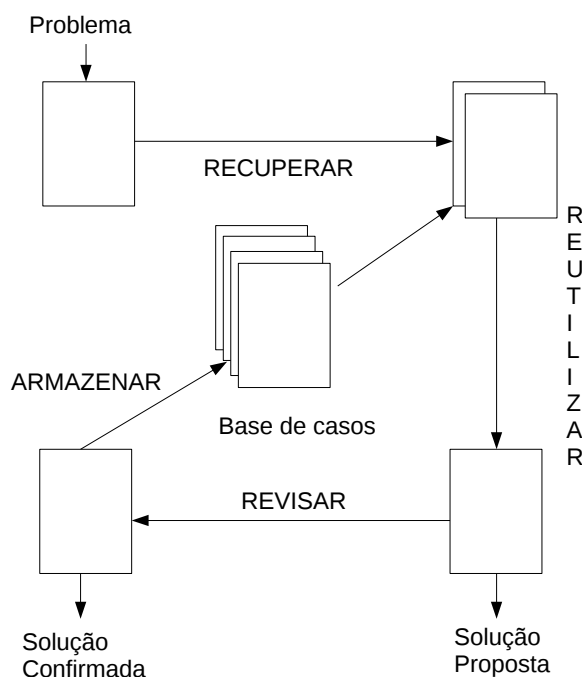 Problema
RECUPERAR
REUTILIZAR
ARMAZENAR
Base de casos
REVISAR
Solução
Confirmada
Solução
Proposta